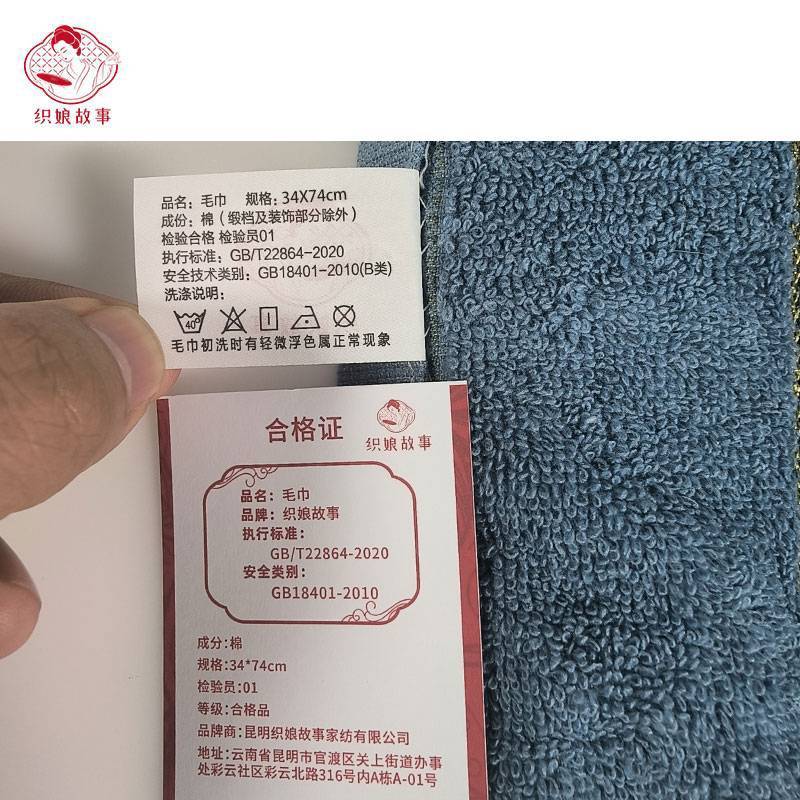 织娘故事
品名：毛巾 规格：34X74cm
成份：棉（缎档及装饰部分除外）
检验合格 检验员01
执行标准：GB/T22864-2020
安全技术类别：GB18401-2010(B类)
洗涤说明：
40°
毛巾初洗时有轻微浮色属正常现象
合格证
织娘故事
品名：毛巾
品牌：织娘故事
执行标准：
GB/T22864-2020
安全类别：
GB18401-2010
成分:棉
规格:34*74cm
检验员:01
等级:合格品
品牌商:昆明织娘故事家纺有限公司
地址:云南省昆明市官渡区关上街道办事
处彩云社区彩云北路316号内A栋A-01号